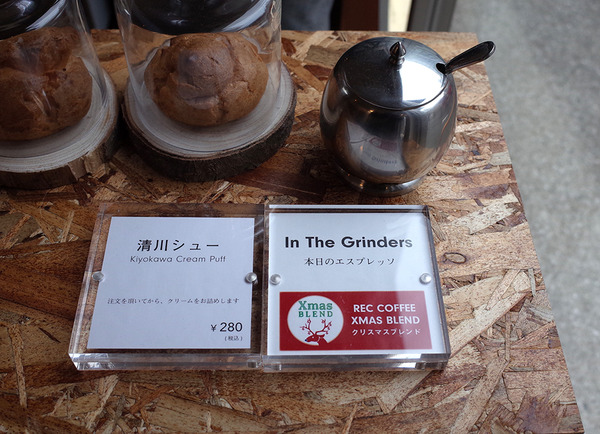 清川シュー
Kiyokawa Cream Puff
注文を頂いてから、クリームをお詰めします
¥280
(税込)
In The Grinders
本日のエスプレッソ
Xmas
BLEND
REC COFFEE
XMAS BLEND
クリスマスブレンド